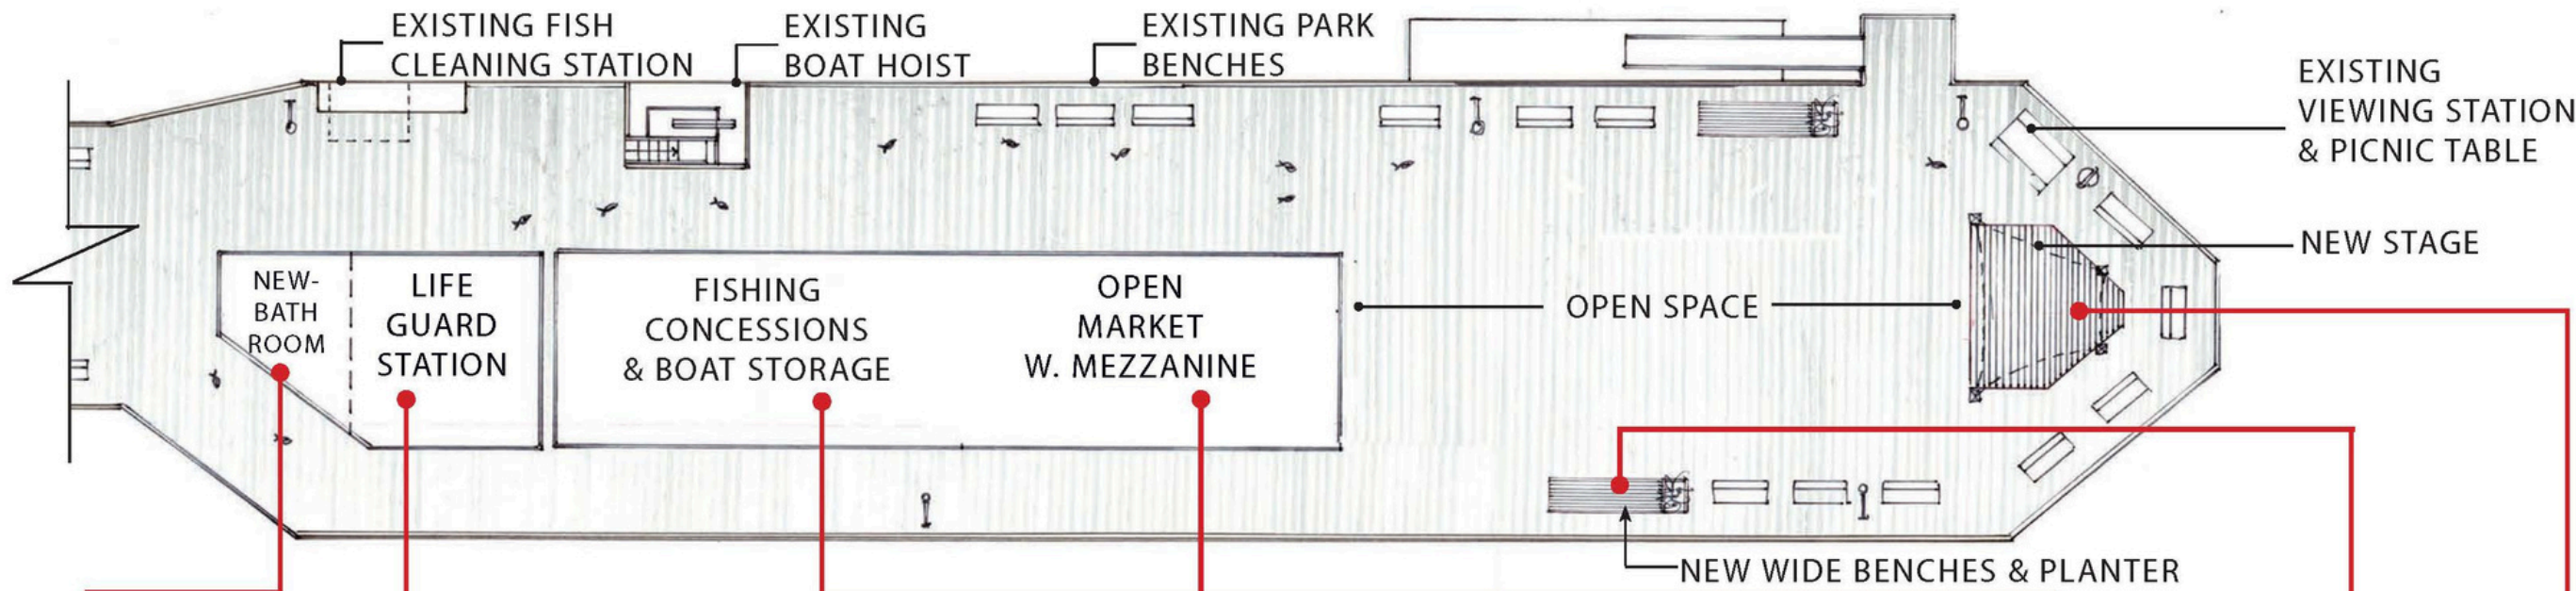 EXISTING FISH
CLEANING STATION
EXISTING
BOAT HOIST
EXISTING PARK
BENCHES
EXISTING
VIEWING STATION
& PICNIC TABLE
NEW STAGE
NEW-
BATH
ROOM
LIFE
GUARD
STATION
FISHING
CONCESSIONS
& BOAT STORAGE
OPEN
MARKET
W. MEZZANINE
OPEN SPACE
NEW WIDE BENCHES & PLANTER